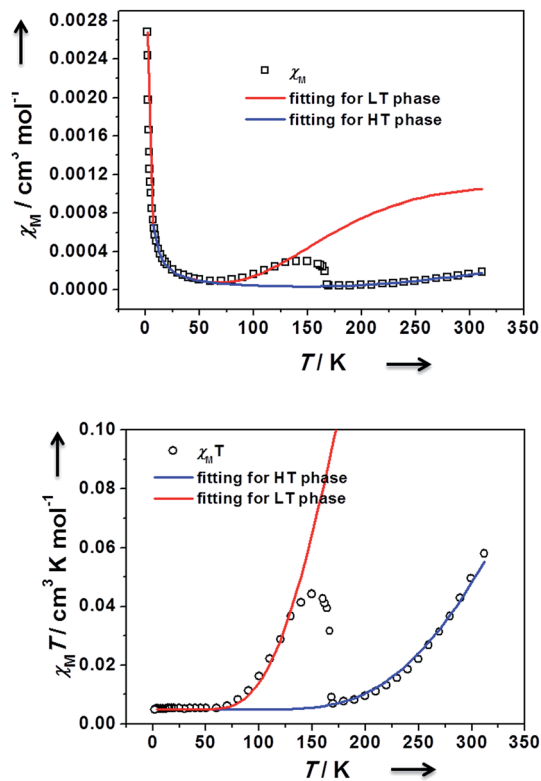 0.0028
0.0024
0.0020
0.0016
0.0012
0.0008
0.0004
0.0000
χM / cm³ mol⁻¹
χM
fitting for LT phase
fitting for HT phase
0 50 100 150 200 250 300 350
T / K
0.10
0.08
0.06
0.04
0.02
0.00
χMT / cm³ K mol⁻¹
χMT
fitting for HT phase
fitting for LT phase
0 50 100 150 200 250 300 350
T / K